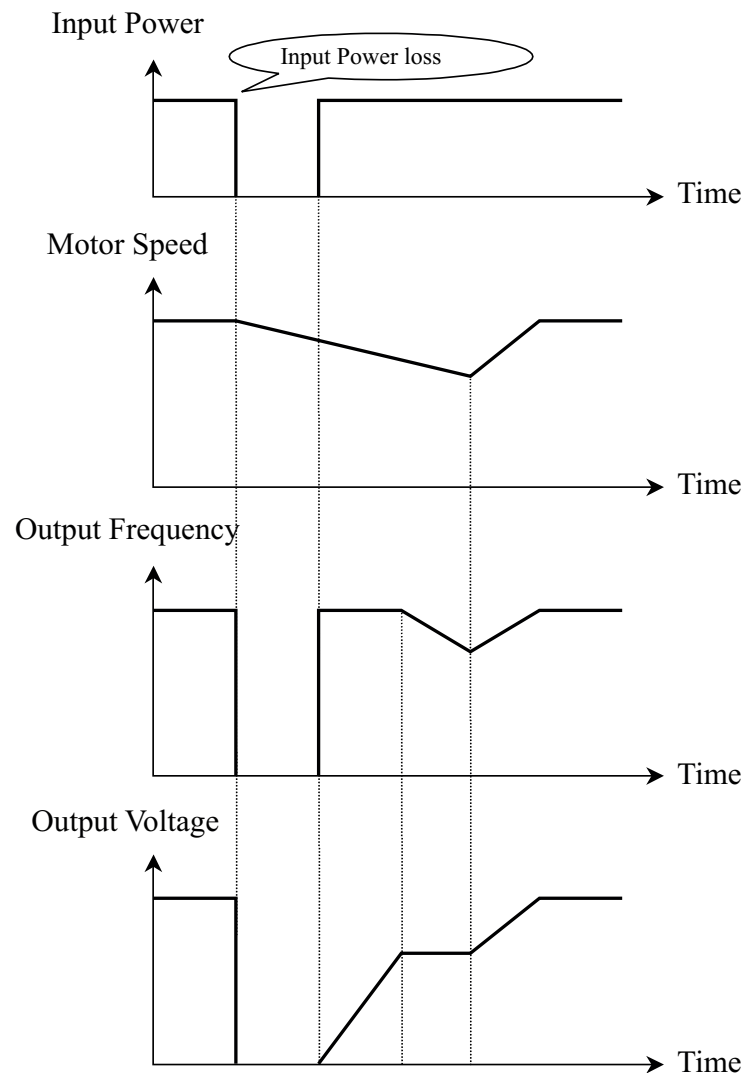 Input Power
Input Power loss
Time
Motor Speed
Time
Output Frequency
Time
Output Voltage
Time